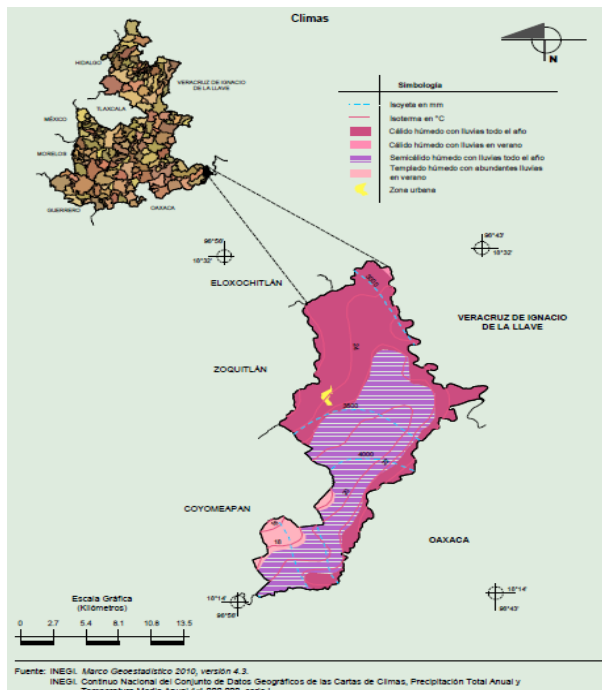 Climas
HIDALGO
VERACRUZ DE IGNACIO
DE LA LLAVE
TLAXCALA
MÉXICO
MORELOS
GUERRERO
OAXACA
N
Simbología
Isoyeta en mm
Isoterma en °C
Cálido húmedo con lluvias todo el año
Cálido húmedo con lluvias en verano
Semicálido húmedo con lluvias todo el año
Templado húmedo con abundantes lluvias
en verano
Zona urbana
96°56'
18°32'
96°43'
18°32'
ELOXOCHITLÁN
VERACRUZ DE IGNACIO
DE LA LLAVE
ZOQUITLÁN
3500
4000
COYOMEAPAN
18
OAXACA
18°14'
96°56'
18°14'
96°43'
Escala Gráfica
(Kilómetros)
0 2.7 5.4 8.1 10.8 13.5
Fuente: INEGI. Marco Geoestadístico 2010, versión 4.3.
INEGI. Continuo Nacional del Conjunto de Datos Geográficos de las Cartas de Climas, Precipitación Total Anual y